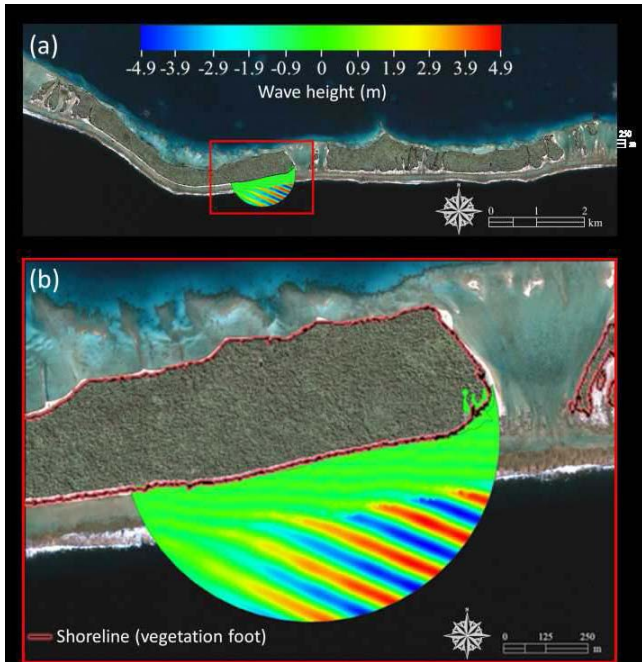 (a)
-4.9 -3.9 -2.9 -1.9 -0.9 0 0.9 1.9 2.9 3.9 4.9
Wave height (m)
250
m
N
0 1 2
km
(b)
Shoreline (vegetation foot)
N
0 125 250
m